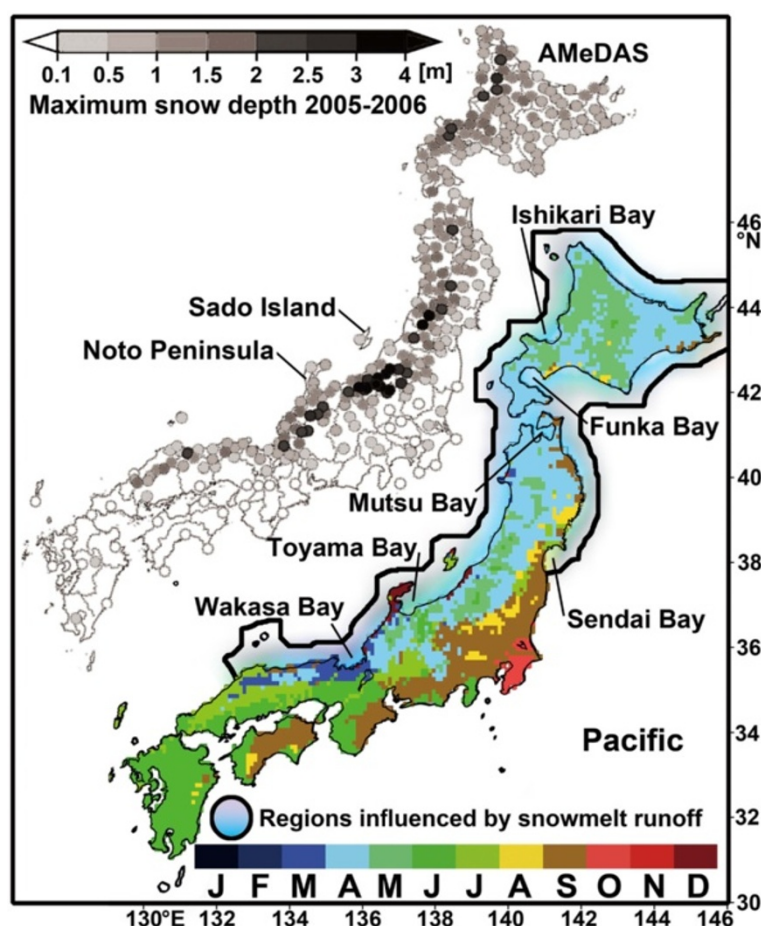 AMeDAS
0.1 0.5 1 1.5 2 2.5 3 4 [m]
Maximum snow depth 2005-2006
Ishikari Bay
46
°N
Sado Island
44
Noto Peninsula
42
Funka Bay
40
Mutsu Bay
Toyama Bay
38
Wakasa Bay
Sendai Bay
36
Pacific
34
Regions influenced by snowmelt runoff
32
J F M A M J J A S O N D
30
130°E 132 134 136 138 140 142 144 146